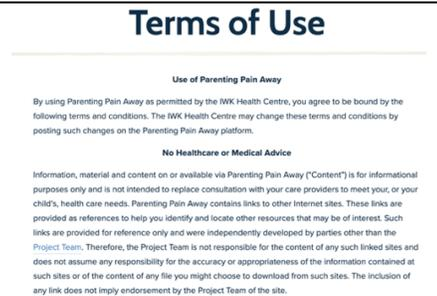 Terms of Use
Use of Parenting Pain Away
By using Parenting Pain Away as permitted by the IWK Health Centre, you agree to be bound by the
following terms and conditions. The IWK Health Centre may change these terms and conditions by
posting such changes on the Parenting Pain Away platform.
No Healthcare or Medical Advice
Information, material and content on or available via Parenting Pain Away ("Content") is for informational
purposes only and is not intended to replace consultation with your care providers to meet your, or your
child's, health care needs. Parenting Pain Away contains links to other Internet sites. These links are
provided as references to help you identify and locate other resources that may be of interest. Such
links are provided for reference only and were independently developed by parties other than the
Project Team. Therefore, the Project Team is not responsible for the content of any such linked sites and
does not assume any responsibility for the accuracy or appropriateness of the information contained at
such sites or of the content of any file you might choose to download from such sites. The inclusion of
any link does not imply endorsement by the Project Team of the site.